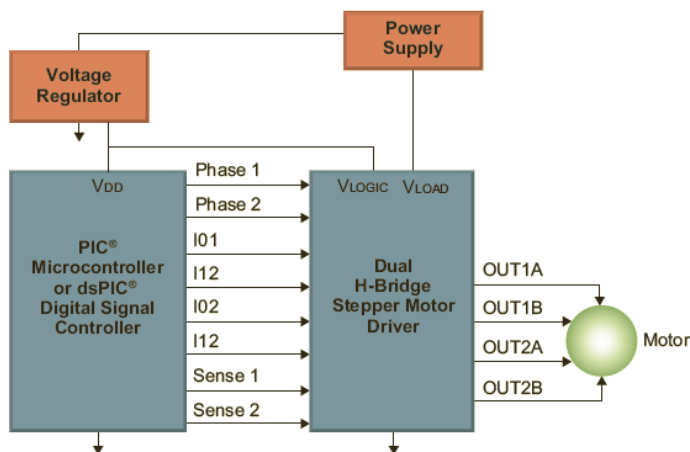 Power
Supply
Voltage
Regulator
VDD
PIC®
Microcontroller
or dsPIC®
Digital Signal
Controller
Phase 1
Phase 2
I01
I12
I02
I12
Sense 1
Sense 2
VLOGIC
VLOAD
Dual
H-Bridge
Stepper Motor
Driver
OUT1A
OUT1B
OUT2A
OUT2B
Motor